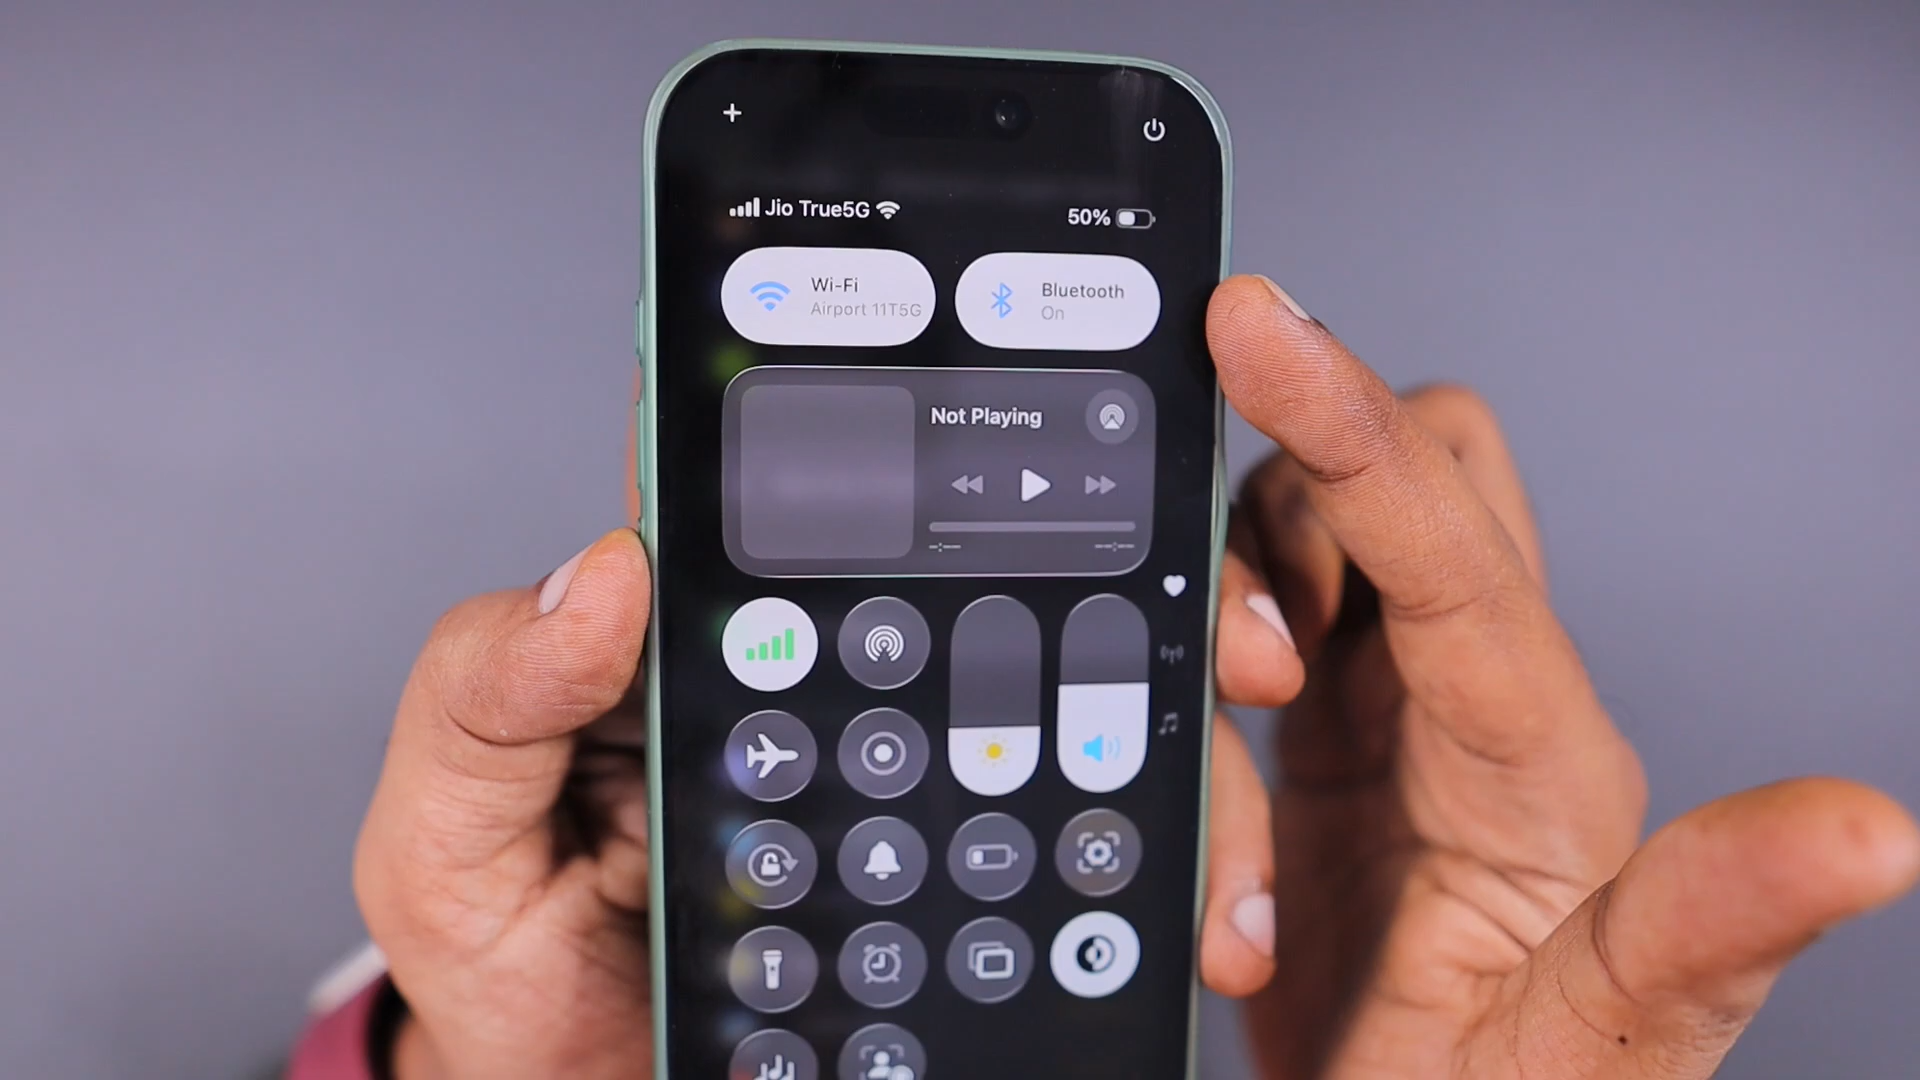 Jio True5G
50%
Wi-Fi
Airport 11T5G
Bluetooth
On
Not Playing
--:--
--:--